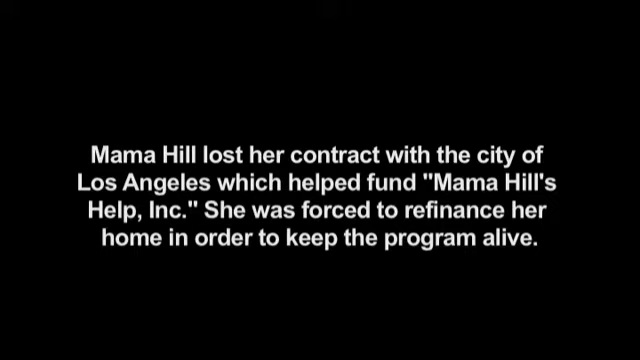 Mama Hill lost her contract with the city of
Los Angeles which helped fund "Mama Hill's
Help, Inc." She was forced to refinance her
home in order to keep the program alive.